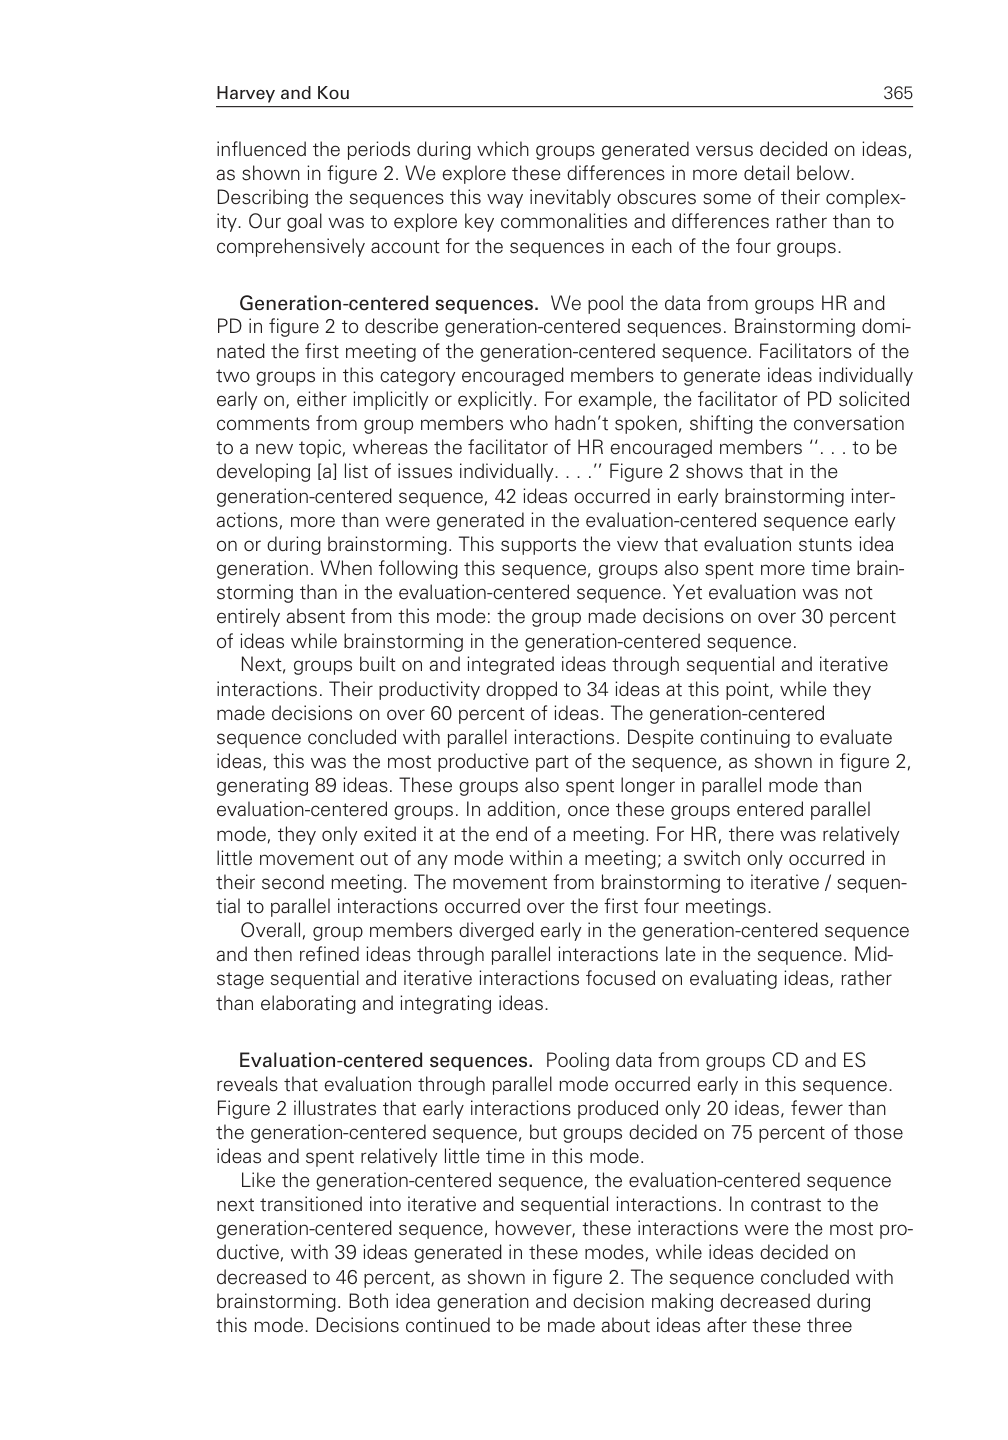 Harvey and Kou 365
influenced the periods during which groups generated versus decided on ideas,
as shown in figure 2. We explore these differences in more detail below.
Describing the sequences this way inevitably obscures some of their complex-
ity. Our goal was to explore key commonalities and differences rather than to
comprehensively account for the sequences in each of the four groups.
Generation-centered sequences. We pool the data from groups HR and
PD in figure 2 to describe generation-centered sequences. Brainstorming domi-
nated the first meeting of the generation-centered sequence. Facilitators of the
two groups in this category encouraged members to generate ideas individually
early on, either implicitly or explicitly. For example, the facilitator of PD solicited
comments from group members who hadn't spoken, shifting the conversation
to a new topic, whereas the facilitator of HR encouraged members ‘‘. . . to be
developing [a] list of issues individually. . . .’’ Figure 2 shows that in the
generation-centered sequence, 42 ideas occurred in early brainstorming inter-
actions, more than were generated in the evaluation-centered sequence early
on or during brainstorming. This supports the view that evaluation stunts idea
generation. When following this sequence, groups also spent more time brain-
storming than in the evaluation-centered sequence. Yet evaluation was not
entirely absent from this mode: the group made decisions on over 30 percent
of ideas while brainstorming in the generation-centered sequence.
Next, groups built on and integrated ideas through sequential and iterative
interactions. Their productivity dropped to 34 ideas at this point, while they
made decisions on over 60 percent of ideas. The generation-centered
sequence concluded with parallel interactions. Despite continuing to evaluate
ideas, this was the most productive part of the sequence, as shown in figure 2,
generating 89 ideas. These groups also spent longer in parallel mode than
evaluation-centered groups. In addition, once these groups entered parallel
mode, they only exited it at the end of a meeting. For HR, there was relatively
little movement out of any mode within a meeting; a switch only occurred in
their second meeting. The movement from brainstorming to iterative / sequen-
tial to parallel interactions occurred over the first four meetings.
Overall, group members diverged early in the generation-centered sequence
and then refined ideas through parallel interactions late in the sequence. Mid-
stage sequential and iterative interactions focused on evaluating ideas, rather
than elaborating and integrating ideas.
Evaluation-centered sequences. Pooling data from groups CD and ES
reveals that evaluation through parallel mode occurred early in this sequence.
Figure 2 illustrates that early interactions produced only 20 ideas, fewer than
the generation-centered sequence, but groups decided on 75 percent of those
ideas and spent relatively little time in this mode.
Like the generation-centered sequence, the evaluation-centered sequence
next transitioned into iterative and sequential interactions. In contrast to the
generation-centered sequence, however, these interactions were the most pro-
ductive, with 39 ideas generated in these modes, while ideas decided on
decreased to 46 percent, as shown in figure 2. The sequence concluded with
brainstorming. Both idea generation and decision making decreased during
this mode. Decisions continued to be made about ideas after these three